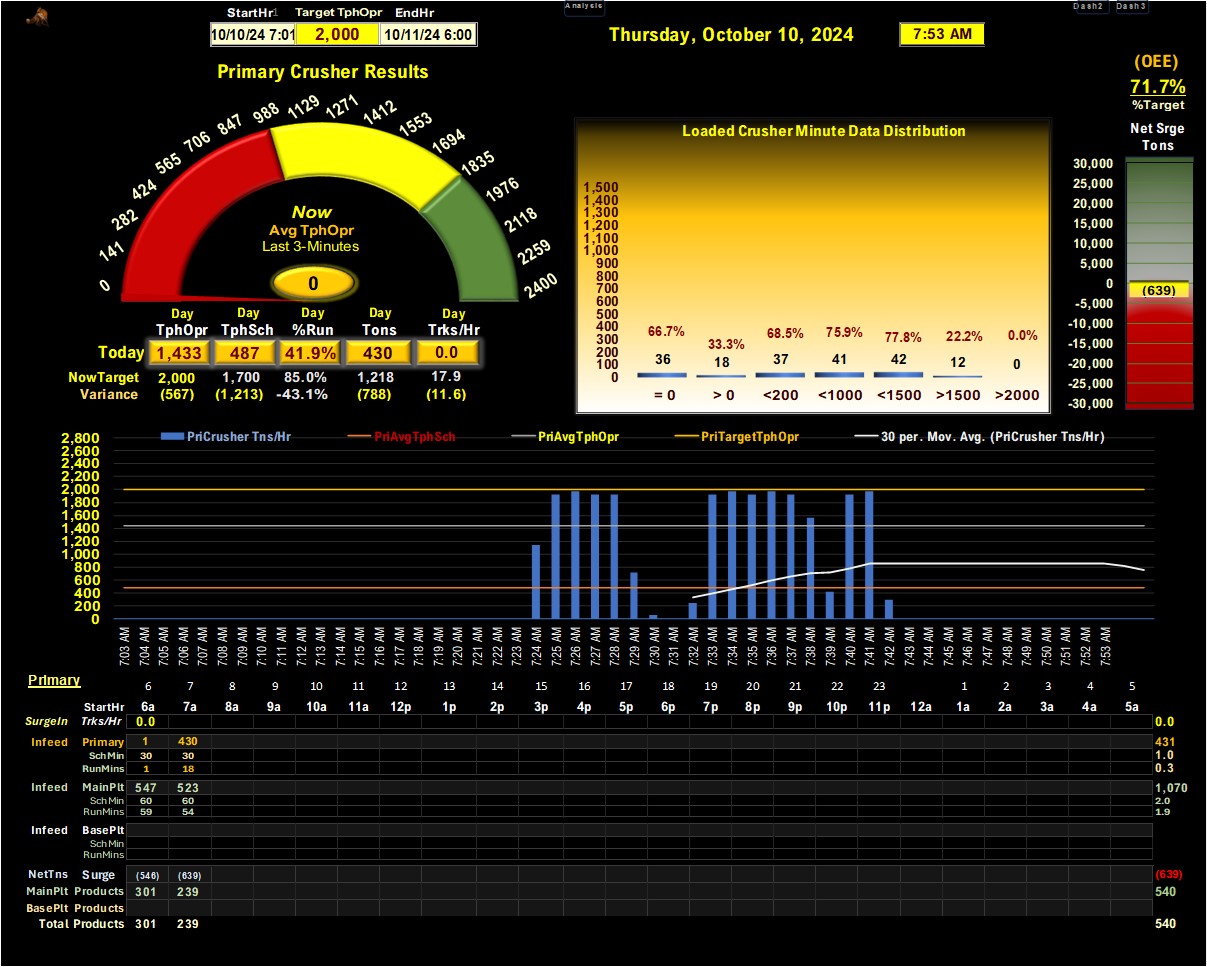 Analysis
Dash2 Dash3
StartHr1 Target TphOpr EndHr
10/10/24 7:01 2,000 10/11/24 6:00
Thursday, October 10, 2024 7:53 AM
(OEE)
71.7%
%Target
Net Srge
Tons
30,000
25,000
20,000
15,000
10,000
5,000
0
(639)
-5,000
-10,000
-15,000
-20,000
-25,000
-30,000
Primary Crusher Results
0 141 282 424 565 706 847 988 1129 1271 1412 1553 1694 1835 1976 2118 2259 2400
Now
Avg TphOpr
Last 3-Minutes
0
Day Day Day Day Day
TphOpr TphSch %Run Tons Trks/Hr
Today 1,433 487 41.9% 430 0.0
NowTarget 2,000 1,700 85.0% 1,218 17.9
Variance (567) (1,213) -43.1% (788) (11.6)
Loaded Crusher Minute Data Distribution
1,500
1,400
1,300
1,200
1,100
1,000
900
800
700
600
500
400
300
200
100
0
66.7% 33.3% 68.5% 75.9% 77.8% 22.2% 0.0%
36 18 37 41 42 12 0
= 0 > 0 <200 <1000 <1500 >1500 >2000
PriCrusher Tns/Hr PriAvgTphSch PriAvgTphOpr PriTargetTphOpr 30 per. Mov. Avg. (PriCrusher Tns/Hr)
2,800
2,600
2,400
2,200
2,000
1,800
1,600
1,400
1,200
1,000
800
600
400
200
0
7:03 AM 7:04 AM 7:05 AM 7:06 AM 7:07 AM 7:08 AM 7:09 AM 7:10 AM 7:11 AM 7:12 AM 7:13 AM 7:14 AM 7:15 AM 7:16 AM 7:17 AM 7:18 AM 7:19 AM 7:20 AM 7:21 AM 7:22 AM 7:23 AM 7:24 AM 7:25 AM 7:26 AM 7:27 AM 7:28 AM 7:29 AM 7:30 AM 7:31 AM 7:32 AM 7:33 AM 7:34 AM 7:35 AM 7:36 AM 7:37 AM 7:38 AM 7:39 AM 7:40 AM 7:41 AM 7:42 AM 7:44 AM 7:45 AM 7:46 AM 7:47 AM 7:48 AM 7:49 AM 7:50 AM 7:51 AM 7:52 AM 7:53 AM
Primary
6 7 8 9 10 11 12 13 14 15 16 17 18 19 20 21 22 23 1 2 3 4 5
StartHr 6a 7a 8a 9a 10a 11a 12p 1p 2p 3p 4p 5p 6p 7p 8p 9p 10p 11p 12a 1a 2a 3a 4a 5a
SurgeIn Trks/Hr 0.0 0.0
Infeed Primary 1 430 431
SchMin 30 30 1.0
RunMins 1 18 0.3
Infeed MainPlt 547 523 1,070
SchMin 60 60 2.0
RunMins 59 54 1.9
Infeed BasePlt
SchMin
RunMins
NetTns Surge (546) (639) (639)
MainPlt Products 301 239 540
BasePlt Products
Total Products 301 239 540